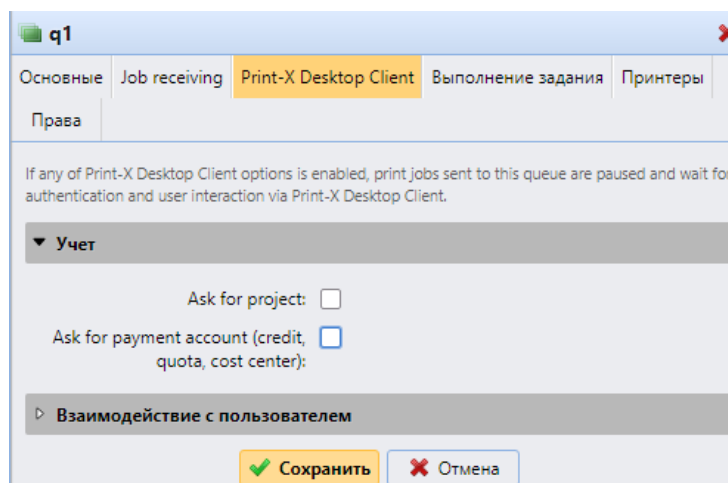 q1
Основные Job receiving Print-X Desktop Client Выполнение задания Принтеры
Права
If any of Print-X Desktop Client options is enabled, print jobs sent to this queue are paused and wait for
authentication and user interaction via Print-X Desktop Client.
Учет
Ask for project:
Ask for payment account (credit,
quota, cost center):
Взаимодействие с пользователем
Сохранить Отмена